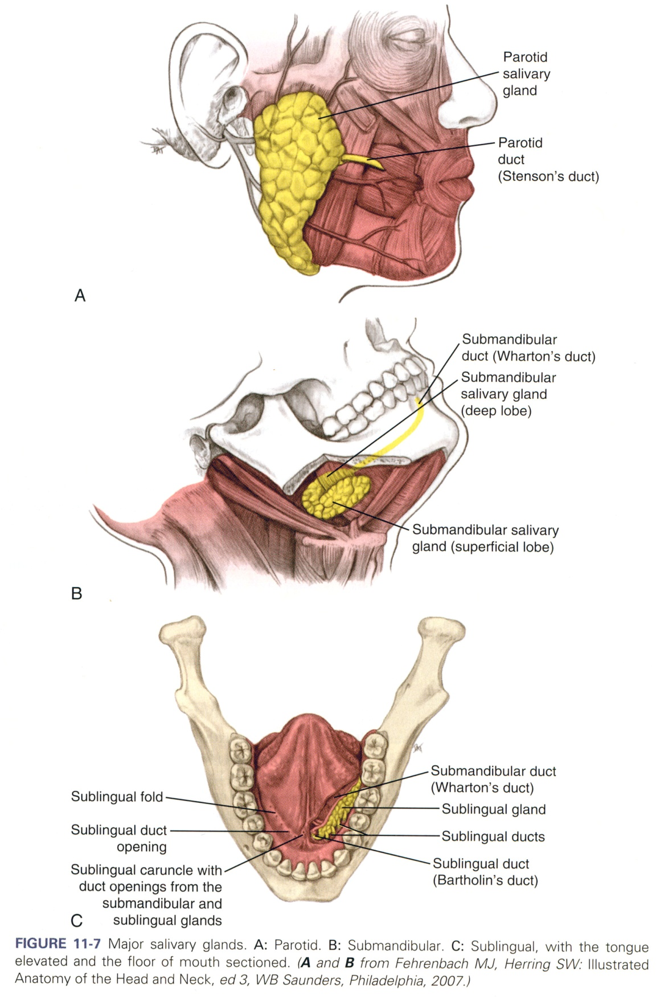 Parotid
salivary
gland
Parotid
duct
(Stenson's duct)
A
Submandibular
duct (Wharton's duct)
Submandibular
salivary gland
(deep lobe)
Submandibular salivary
gland (superficial lobe)
B
Submandibular duct
(Wharton's duct)
Sublingual fold
Sublingual gland
Sublingual duct
opening
Sublingual ducts
Sublingual duct
(Bartholin's duct)
Sublingual caruncle with
duct openings from the
submandibular and
sublingual glands
C
FIGURE 11-7 Major salivary glands. A: Parotid. B: Submandibular. C: Sublingual, with the tongue
elevated and the floor of mouth sectioned. (A and B from Fehrenbach MJ, Herring SW: Illustrated
Anatomy of the Head and Neck, ed 3, WB Saunders, Philadelphia, 2007.)